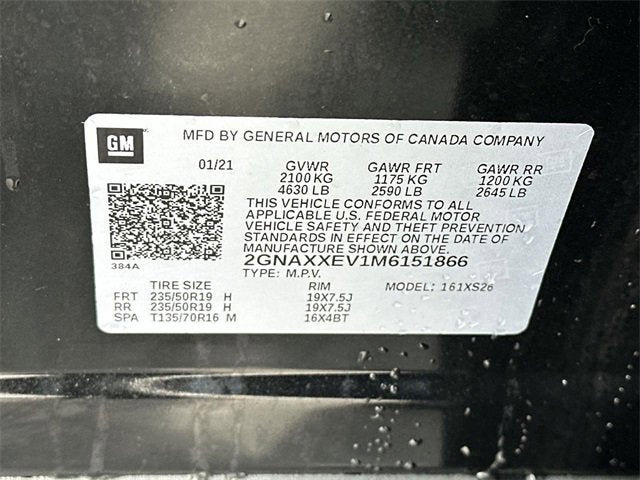 GM
MFD BY GENERAL MOTORS OF CANADA COMPANY
01/21 GVWR GAWR FRT GAWR RR
2100 KG 1175 KG 1200 KG
4630 LB 2590 LB 2645 LB
THIS VEHICLE CONFORMS TO ALL
APPLICABLE U.S. FEDERAL MOTOR
VEHICLE SAFETY AND THEFT PREVENTION
STANDARDS IN EFFECT ON THE DATE OF
MANUFACTURE SHOWN ABOVE.
384A 2GNAXXEV1M6151866
TYPE: M.P.V. MODEL: 161XS26
TIRE SIZE RIM
FRT 235/50R19 H 19X7.5J
RR 235/50R19 H 19X7.5J
SPA T135/70R16 M 16X4BT